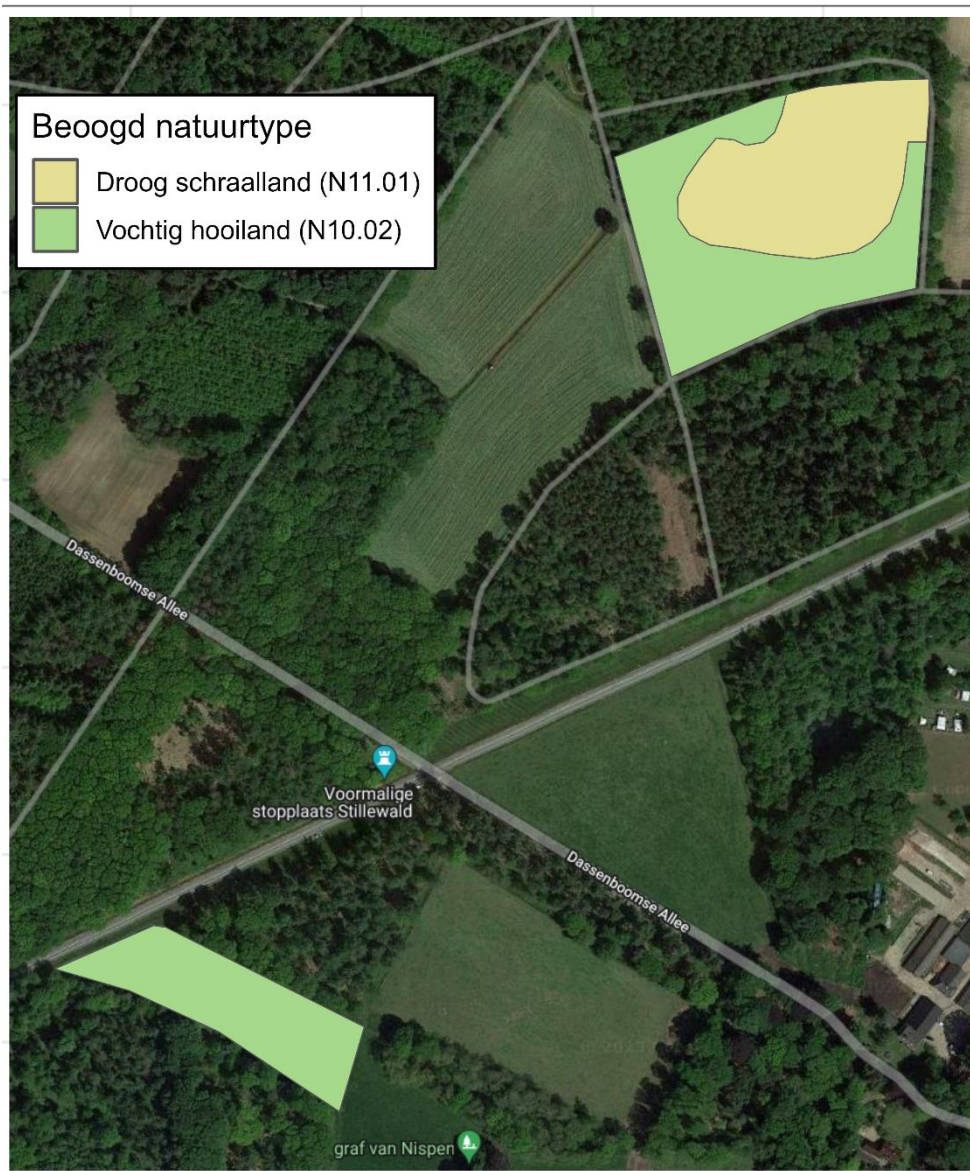 Beoogd natuurtype
Droog schraalland (N11.01)
Vochtig hooiland (N10.02)
Dassenboomse Allee
Voormalige
stopplaats Stillewald
Dassenboomse Allee
graf van Nispen